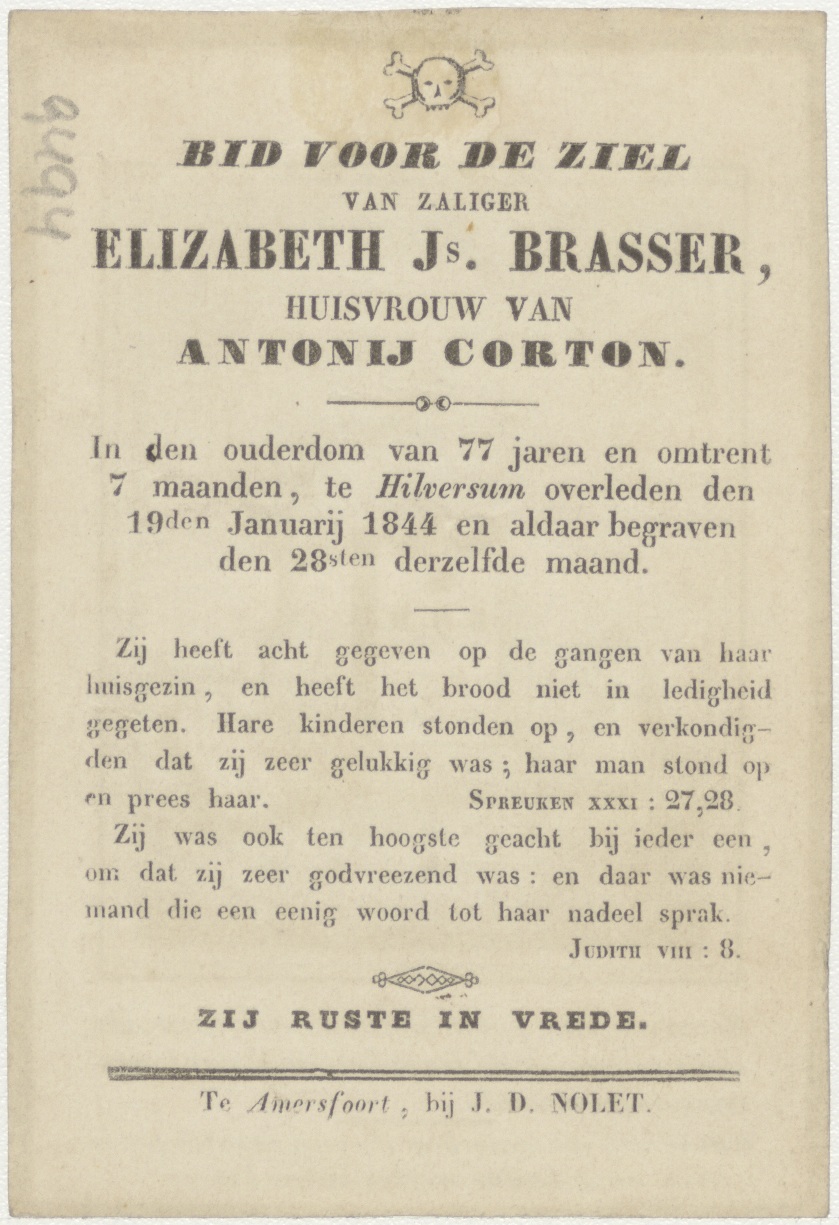 BID VOOR DE ZIEL
VAN ZALIGER
ELIZABETH Js. BRASSER,
HUISVROUW VAN
ANTONIJ CORTON.
In den ouderdom van 77 jaren en omtrent
7 maanden, te Hilversum overleden den
19den Januarij 1844 en aldaar begraven
den 28sten derzelfde maand.
Zij heeft acht gegeven op de gangen van haar
huisgezin, en heeft het brood niet in ledigheid
gegeten. Hare kinderen stonden op, en verkondig-
den dat zij zeer gelukkig was; haar man stond op
en prees haar. SPREUKEN XXXI : 27,28.
Zij was ook ten hoogste geacht bij ieder een,
om dat zij zeer godvreezend was: en daar was nie-
mand die een eenig woord tot haar nadeel sprak.
JUDITH VIII : 8.
ZIJ RUSTE IN VREDE.
Te Amersfoort, bij J. D. NOLET.